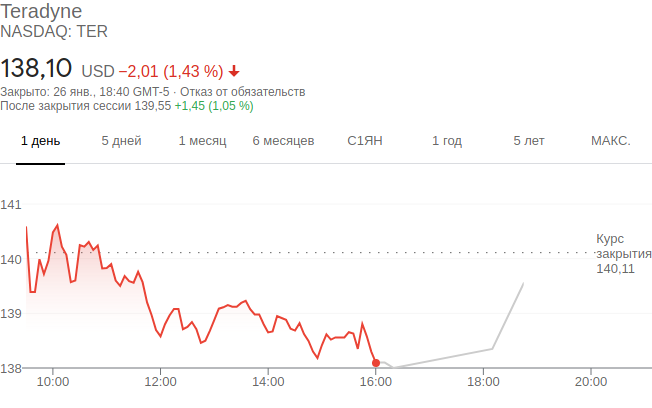 Teradyne
NASDAQ: TER
138,10 USD −2,01 (1,43 %)
Закрыто: 26 янв., 18:40 GMT-5 · Отказ от обязательств
После закрытия сессии 139,55 +1,45 (1,05 %)
1 день 5 дней 1 месяц 6 месяцев С1ЯН 1 год 5 лет МАКС.
141
140
139
138
Курс
закрытия
140,11
10:00 12:00 14:00 16:00 18:00 20:00